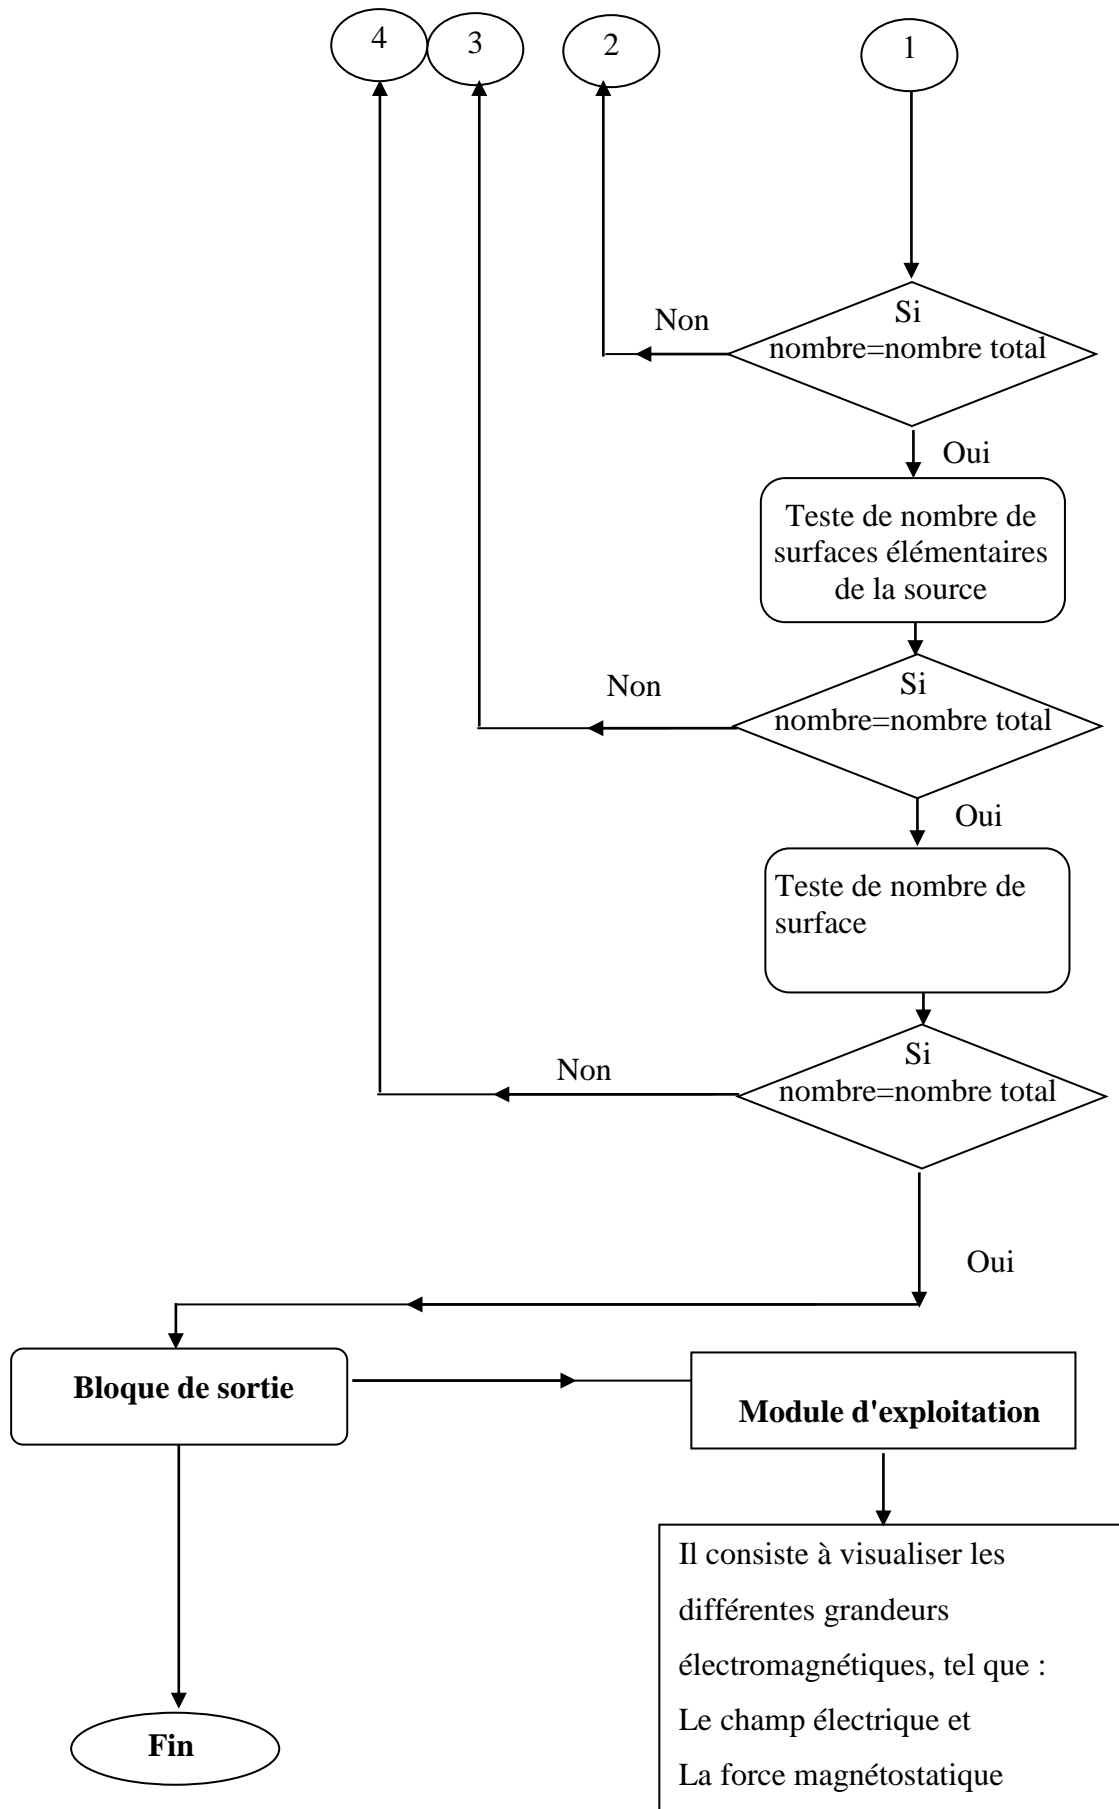 4
3
2
1
Si
nombre=nombre total
Non
Oui
Teste de nombre de
surfaces élémentaires
de la source
Si
nombre=nombre total
Non
Oui
Teste de nombre de
surface
Si
nombre=nombre total
Non
Oui
Bloque de sortie
Module d'exploitation
Il consiste à visualiser les
différentes grandeurs
électromagnétiques, tel que :
Le champ électrique et
La force magnétostatique
Fin